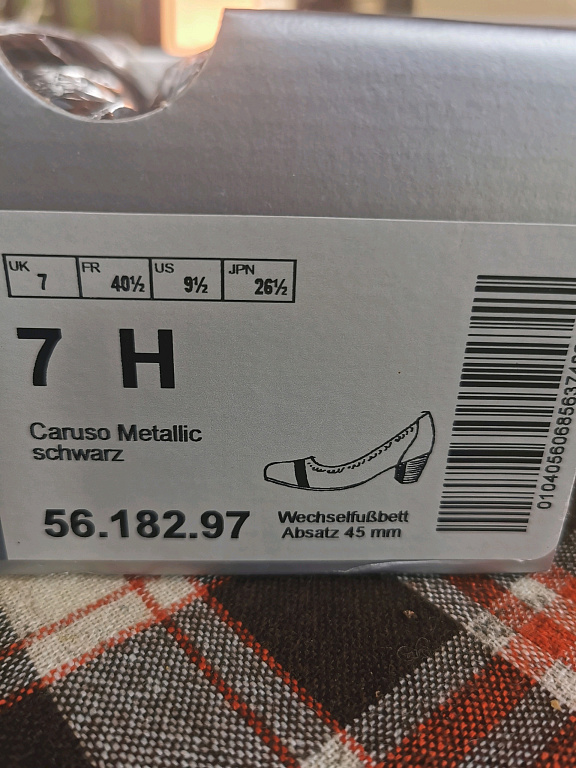 UK 7 FR 40½ US 9½ JPN 26½
7 H
Caruso Metallic
schwarz
56.182.97
Wechselfußbett
Absatz 45 mm